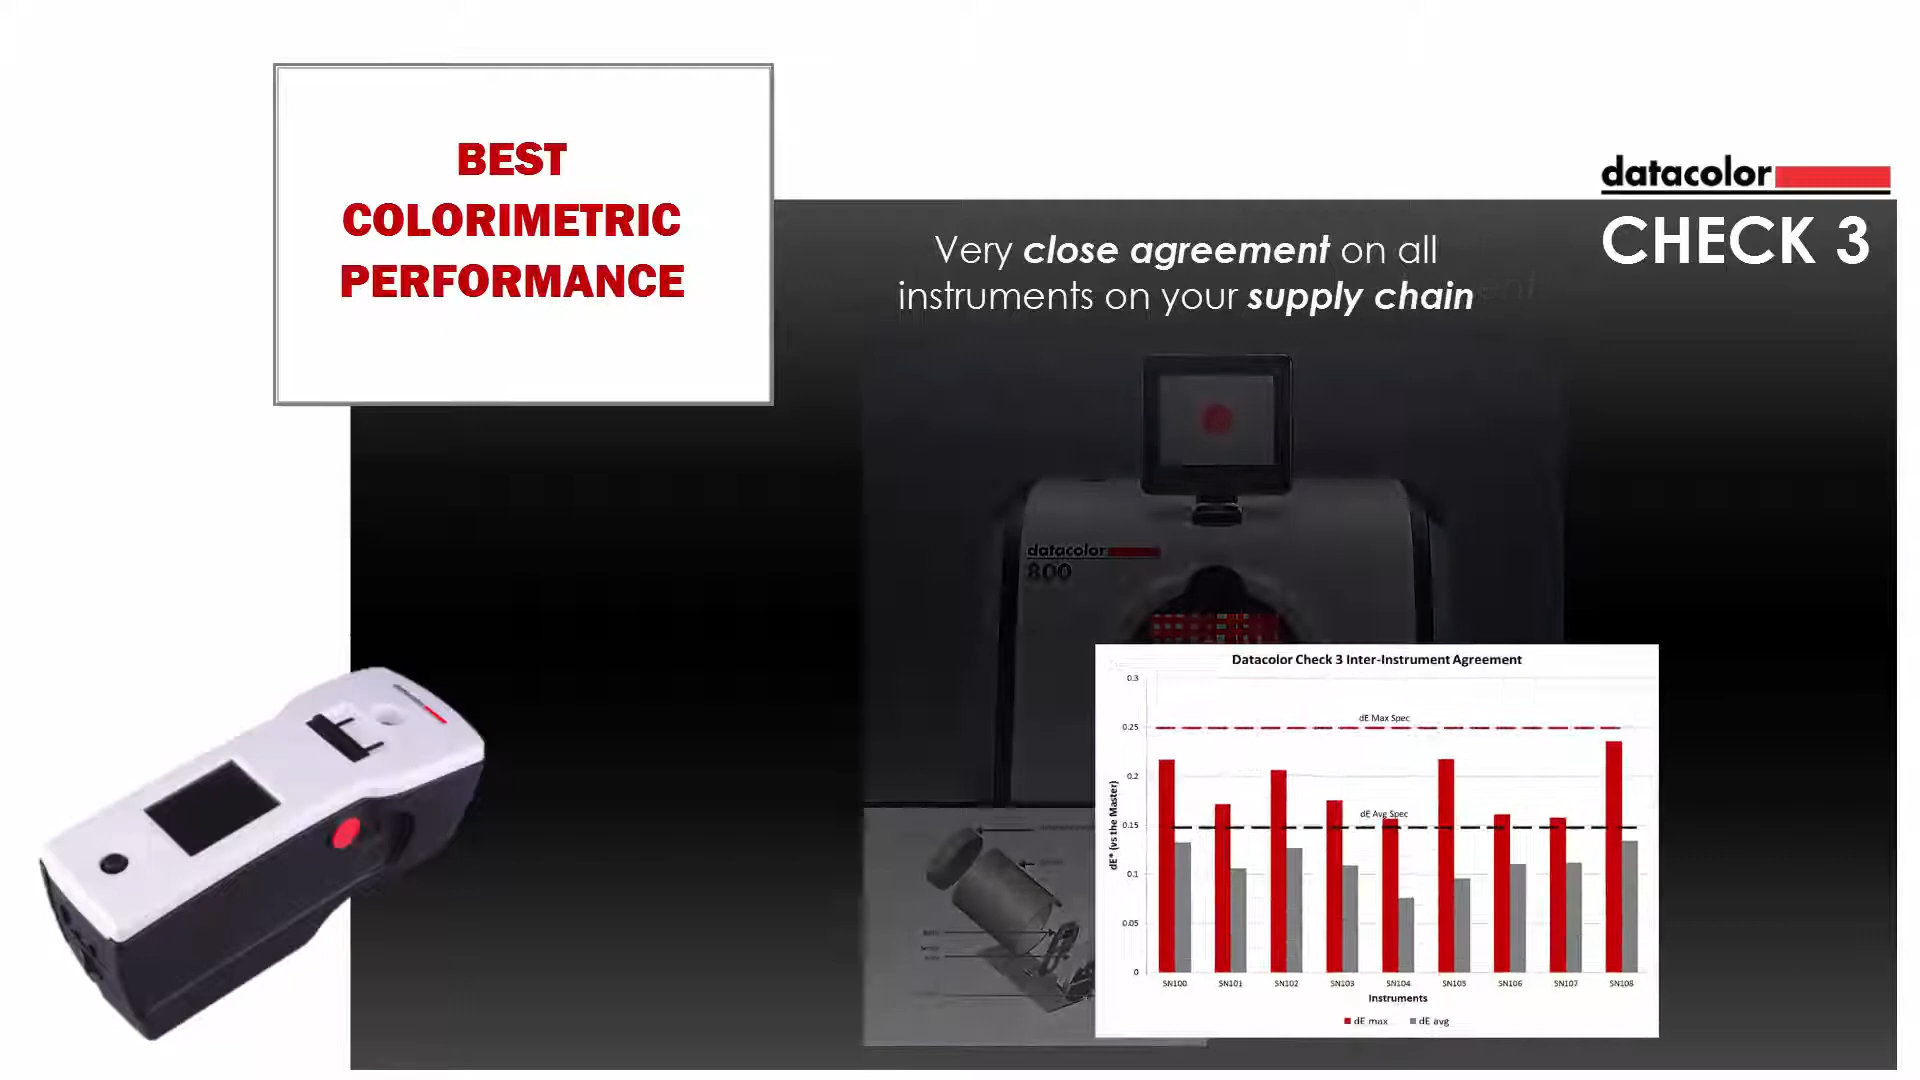 BEST
COLORIMETRIC
PERFORMANCE
datacolor
CHECK 3
Very close agreement on all
instruments on your supply chain
datacolor
800
Datacolor Check 3 Inter-Instrument Agreement
0.3
dE Max Spec
0.25
0.2
dE Avg Spec
0.15
0.1
0.05
0
dE* (vs the Master)
SN100 SN101 SN102 SN103 SN104 SN105 SN106 SN107 SN108
Instruments
dE max dE avg